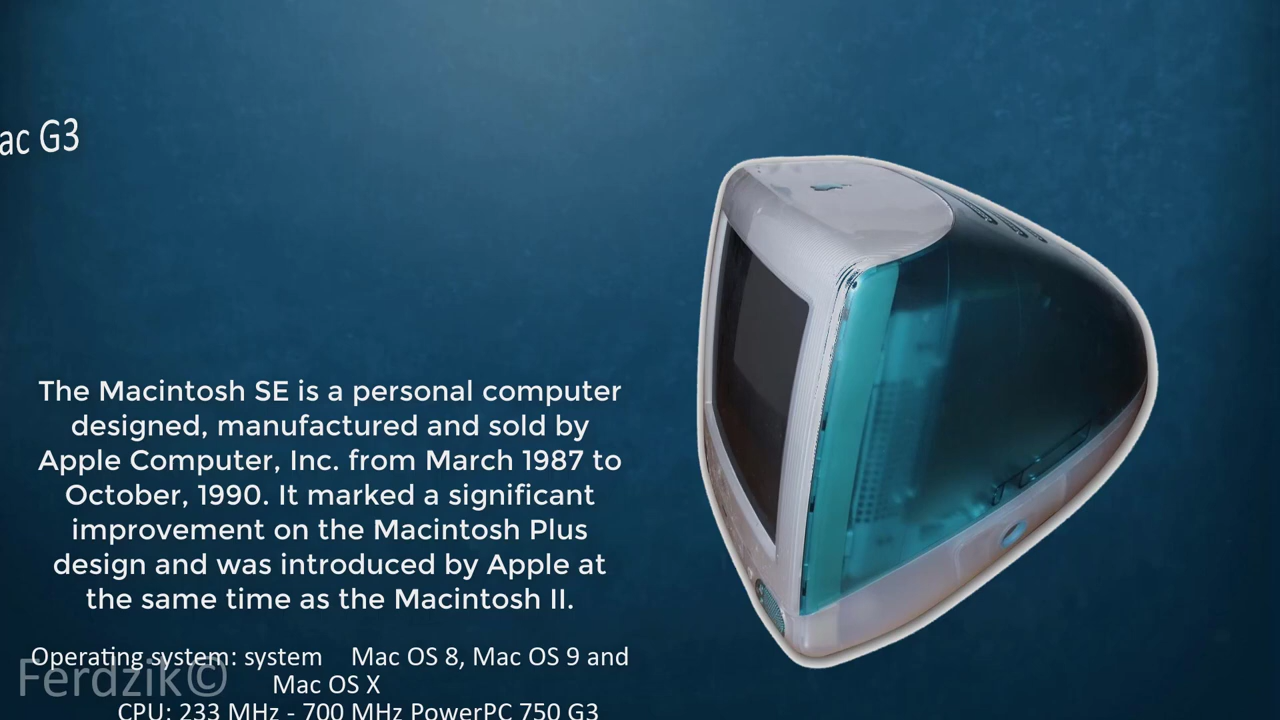 ac G3
The Macintosh SE is a personal computer
designed, manufactured and sold by
Apple Computer, Inc. from March 1987 to
October, 1990. It marked a significant
improvement on the Macintosh Plus
design and was introduced by Apple at
the same time as the Macintosh II.
Operating system: system Mac OS 8, Mac OS 9 and
Mac OS X
Ferdzik©
CPU: 233 MHz - 700 MHz PowerPC 750 G3